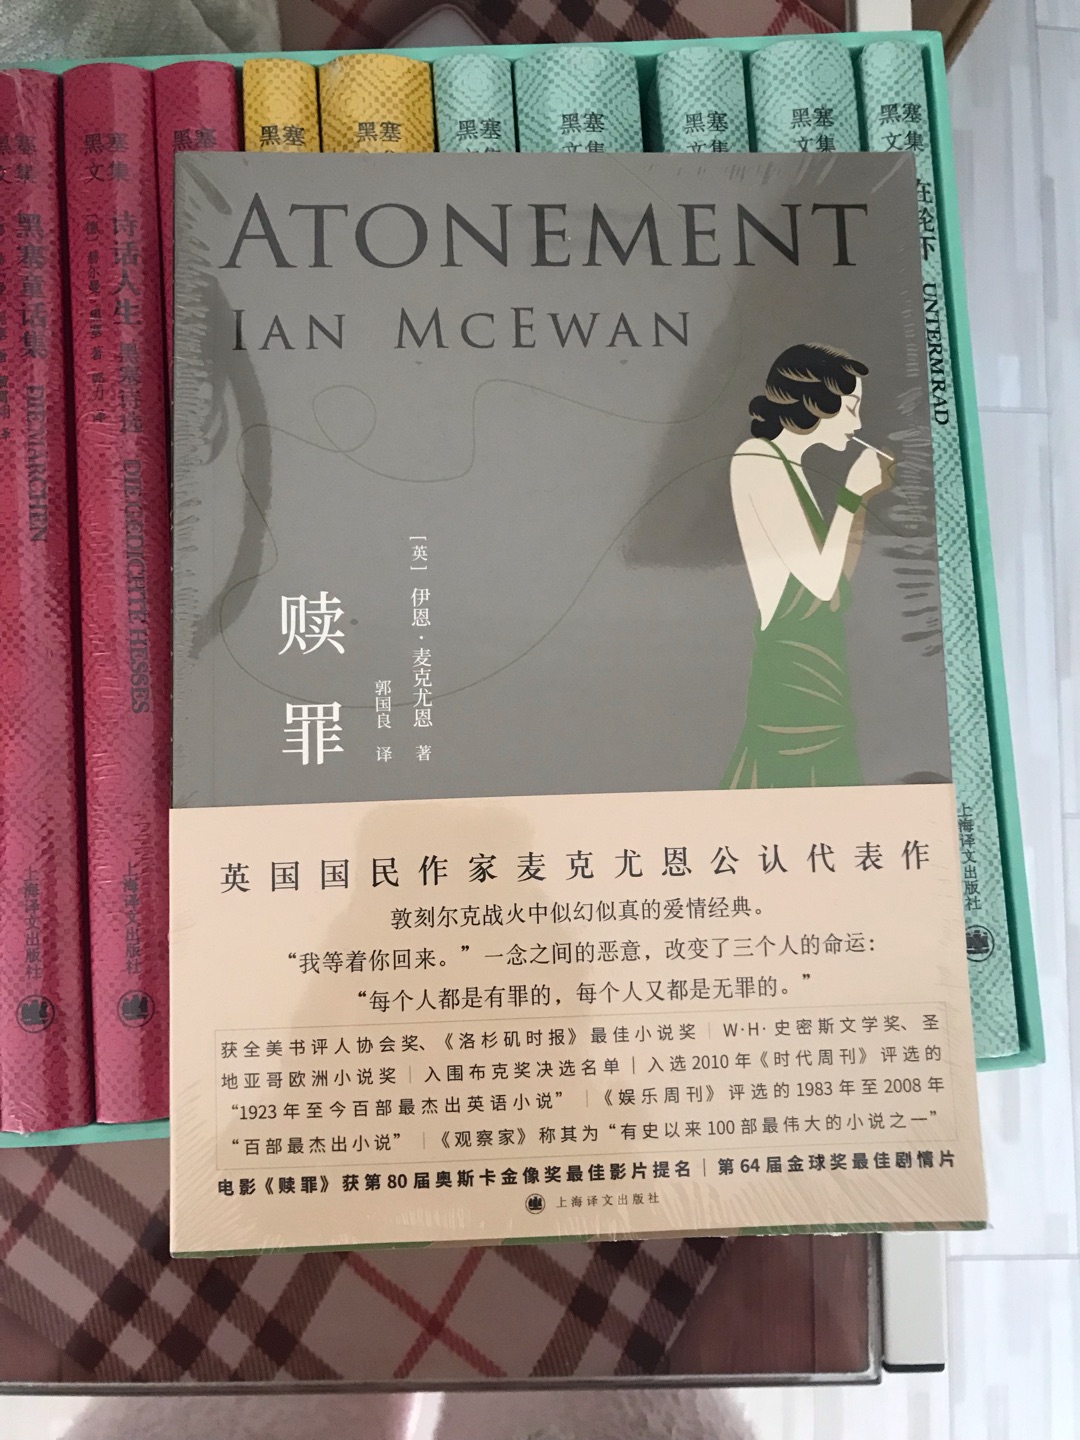 黑塞
文集
黑塞童话集
DIE MÄRCHEN
上海译文出版社
黑塞
文集
诗话人生
黑塞诗选
DIE GEDICHTE HESSES
上海译文出版社
黑塞
黑塞
黑塞
黑塞
文集
黑塞
文集
黑塞
文集
黑塞
文集
黑塞
文集
在轮下
UNTERM RAD
上海译文出版社
ATONEMENT
IAN MCEWAN
[英] 伊恩·麦克尤恩 著
郭国良 译
赎罪
英国国民作家麦克尤恩公认代表作
敦刻尔克战火中似幻似真的爱情经典。
“我等着你回来。”一念之间的恶意，改变了三个人的命运：
“每个人都是有罪的，每个人又都是无罪的。”
获全美书评人协会奖、《洛杉矶时报》最佳小说奖｜W·H·史密斯文学奖、圣
地亚哥欧洲小说奖｜入围布克奖决选名单｜入选2010年《时代周刊》评选的
“1923年至今百部最杰出英语小说”｜《娱乐周刊》评选的1983年至2008年
“百部最杰出小说”｜《观察家》称其为“有史以来100部最伟大的小说之一”
电影《赎罪》获第80届奥斯卡金像奖最佳影片提名｜第64届金球奖最佳剧情片
上海译文出版社